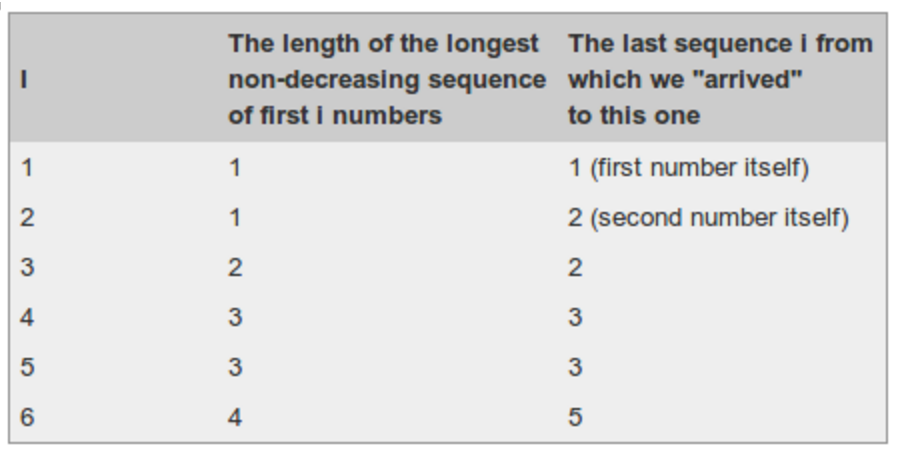 I The length of the longest non-decreasing sequence of first i numbers The last sequence i from which we "arrived" to this one
1 1 1 (first number itself)
2 1 2 (second number itself)
3 2 2
4 3 3
5 3 3
6 4 5